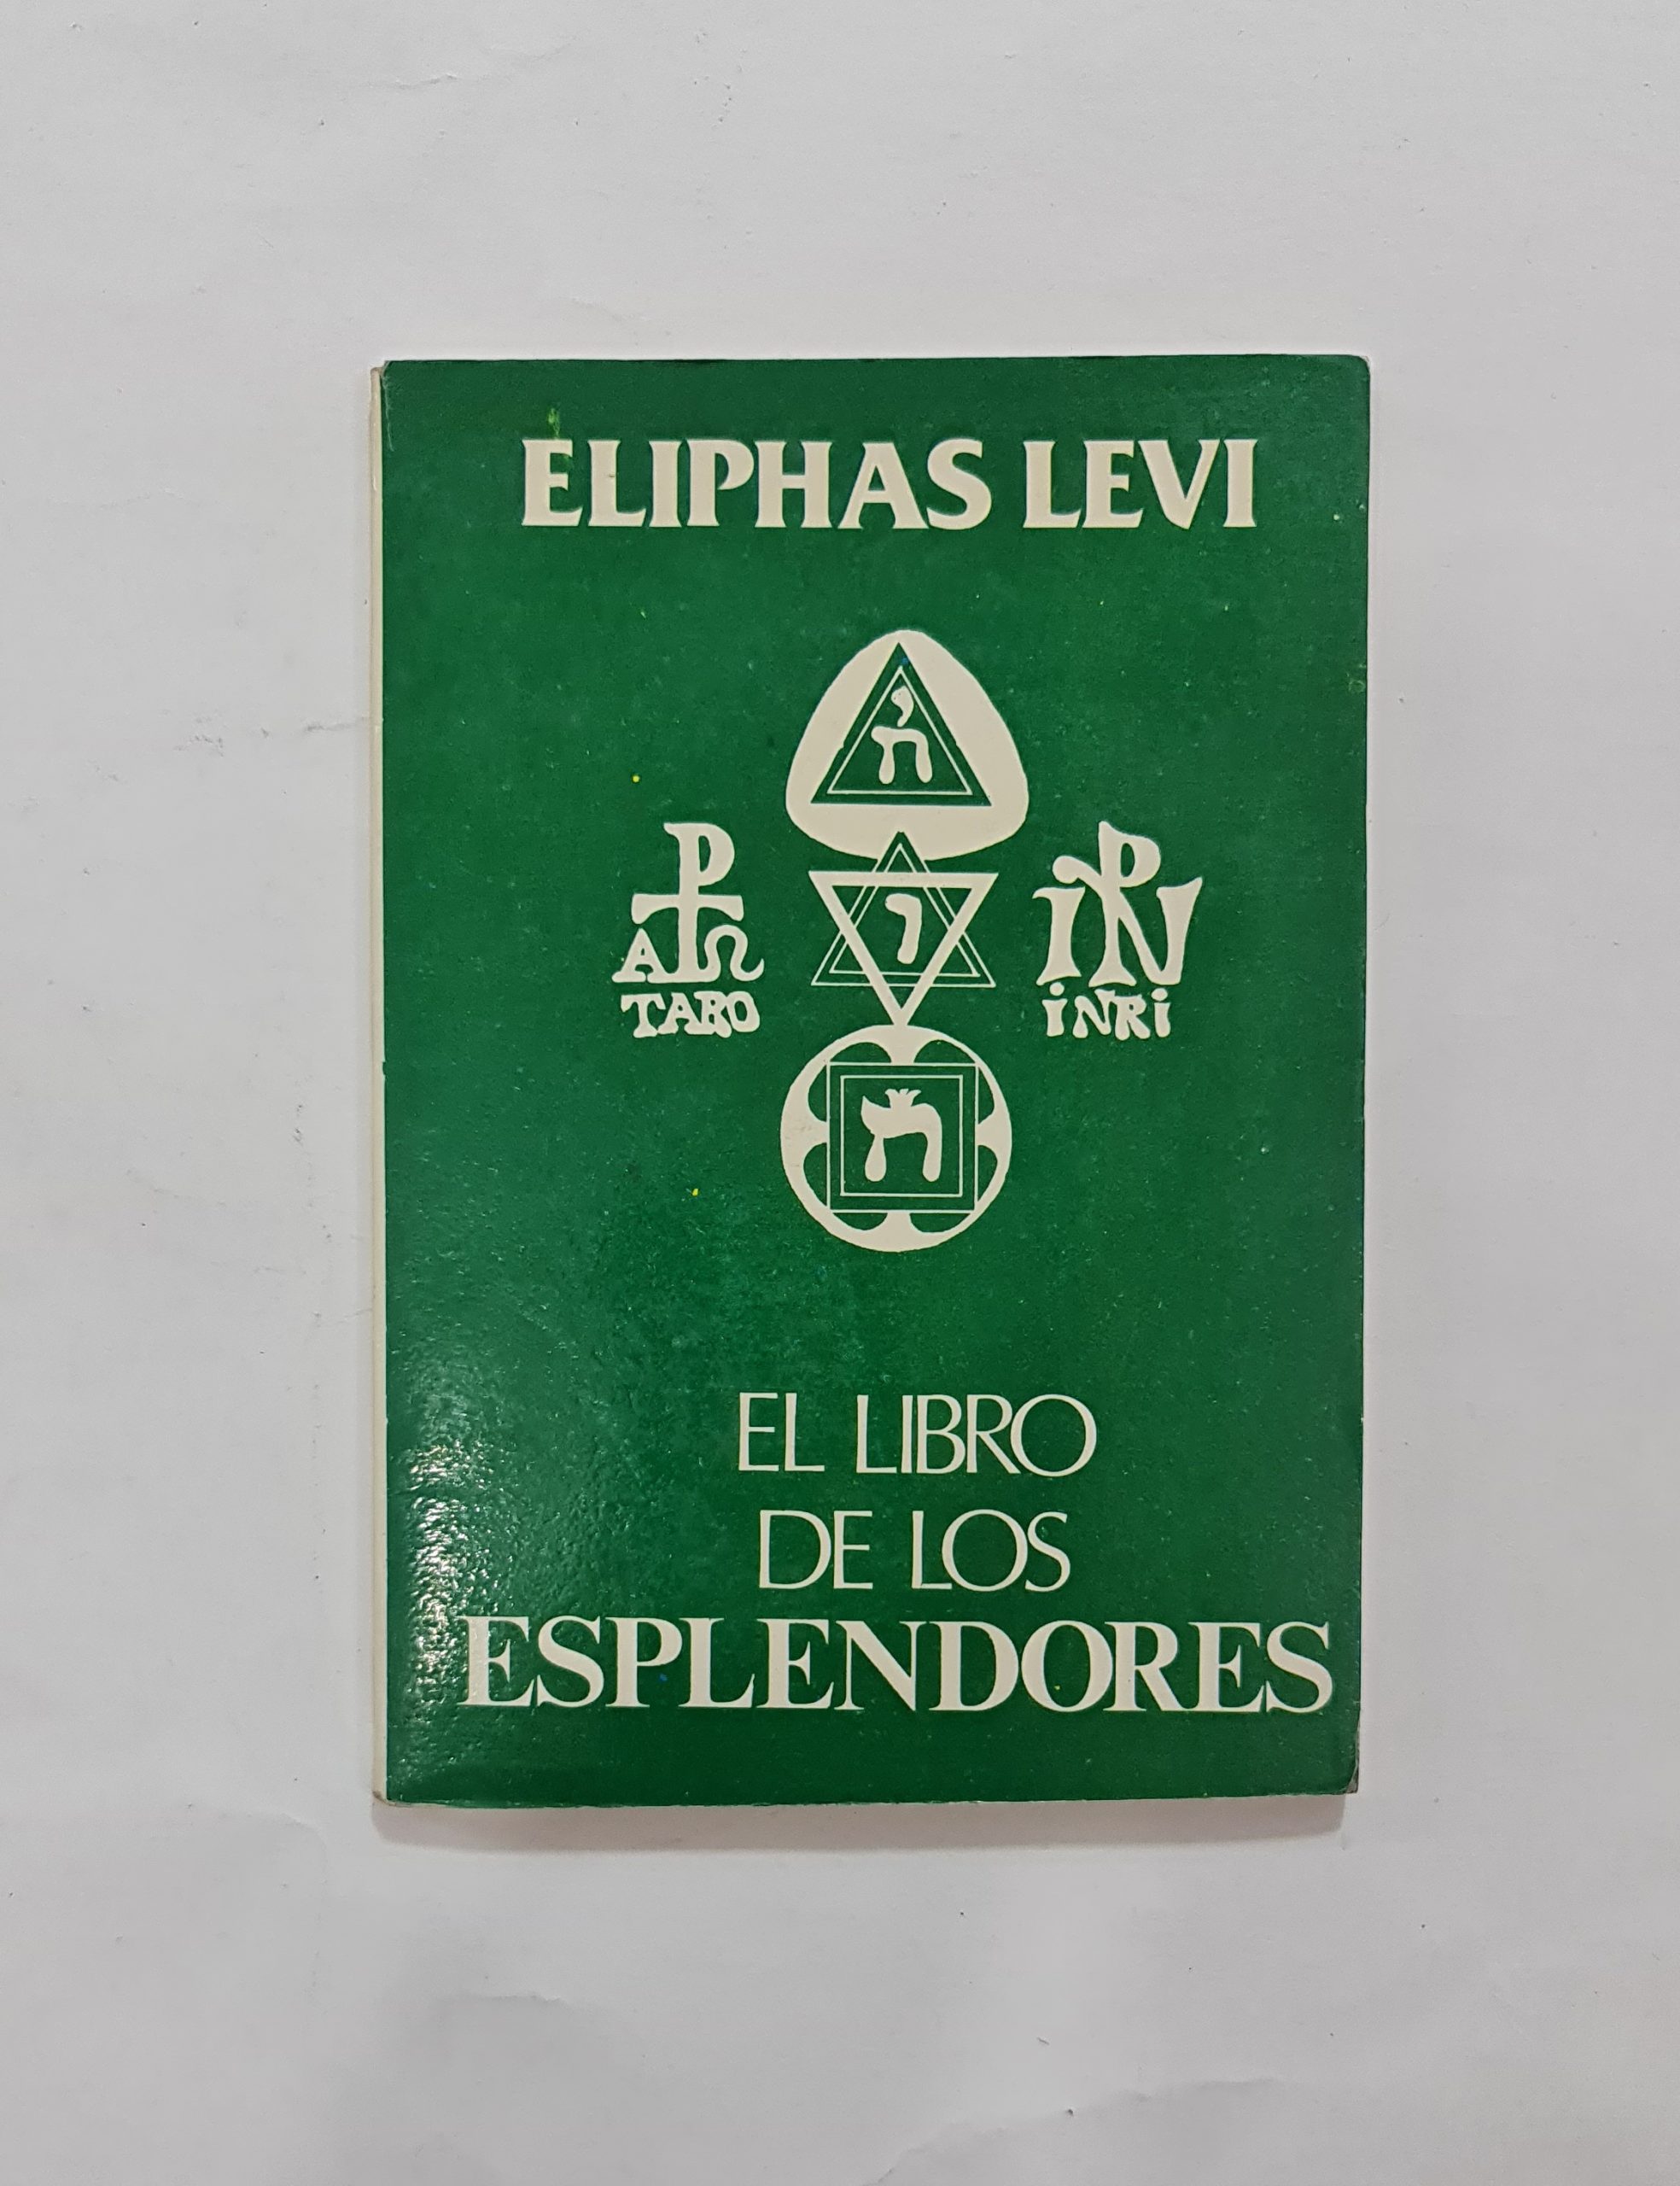 ELIPHAS LEVI
י
ה
P
A Ω
TARO
ו
INRI
ה
EL LIBRO
DE LOS
ESPLENDORES